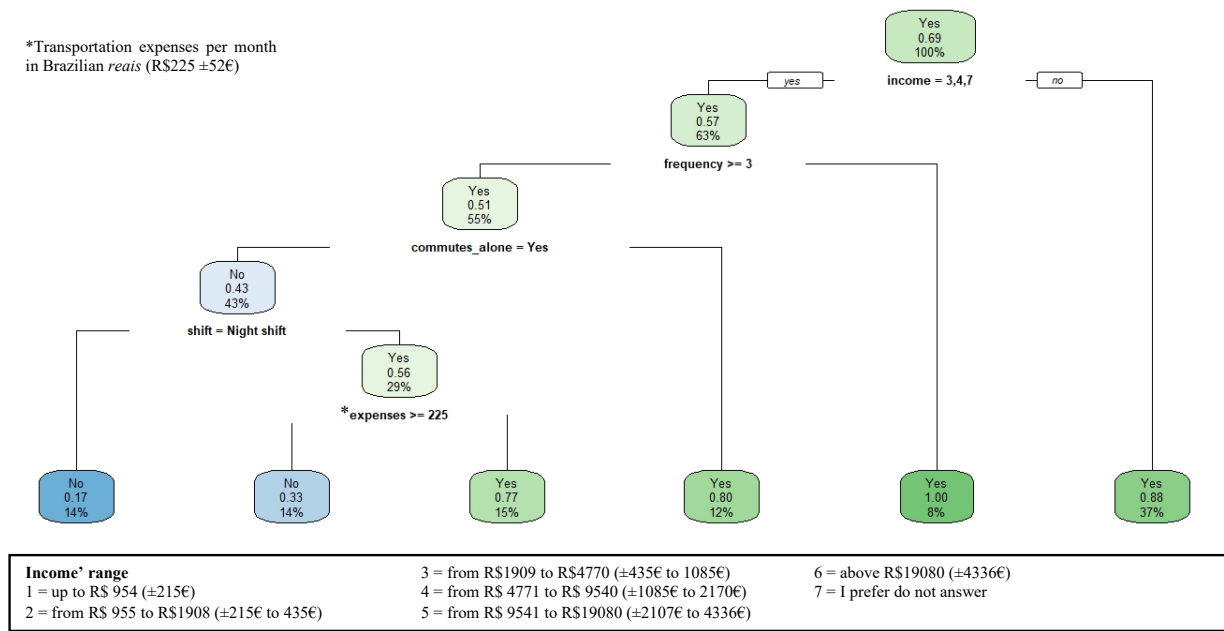 Yes
0.69
100%
*Transportation expenses per month
in Brazilian reais (R$225 ±52€)
yes
income = 3,4,7
no
Yes
0.57
63%
frequency >= 3
Yes
0.51
55%
commutes_alone = Yes
No
0.43
43%
shift = Night shift
Yes
0.56
29%
*expenses >= 225
No
0.17
14%
No
0.33
14%
Yes
0.77
15%
Yes
0.80
12%
Yes
1.00
8%
Yes
0.88
37%
Income' range
1 = up to R$ 954 (±215€)
2 = from R$ 955 to R$1908 (±215€ to 435€)
3 = from R$1909 to R$4770 (±435€ to 1085€)
4 = from R$ 4771 to R$ 9540 (±1085€ to 2170€)
5 = from R$ 9541 to R$19080 (±2107€ to 4336€)
6 = above R$19080 (±4336€)
7 = I prefer do not answer